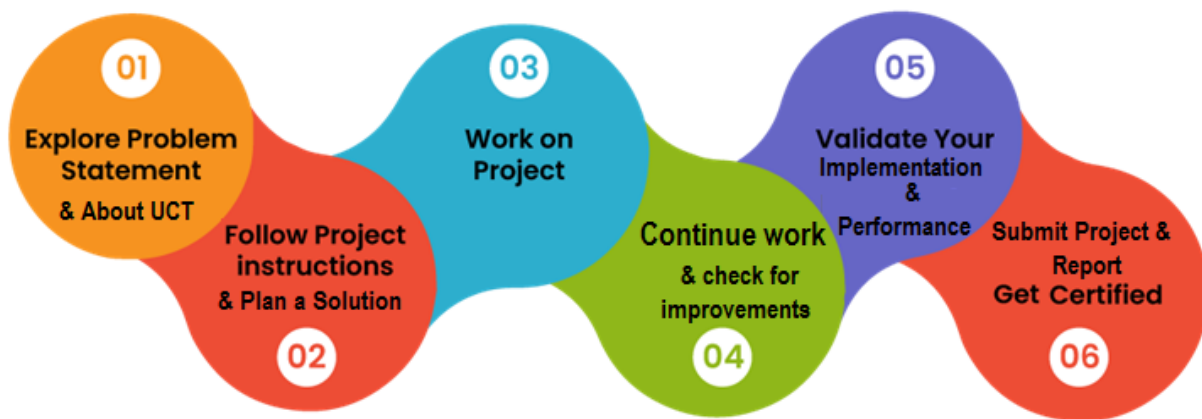 01
Explore Problem
Statement
& About UCT
Follow Project
instructions
& Plan a Solution
02
03
Work on
Project
Continue work
& check for
improvements
04
05
Validate Your
Implementation
&
Performance
Submit Project &
Report
Get Certified
06